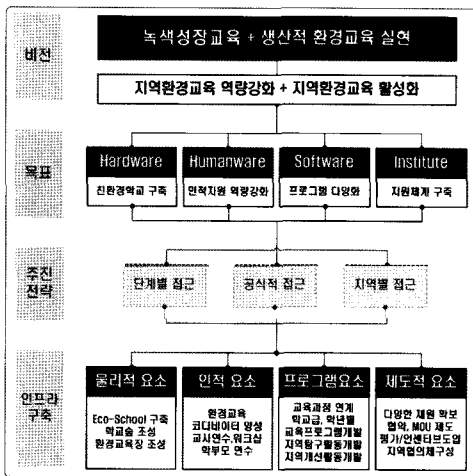 비전
녹색성장교육 + 생산적 환경교육 실현
지역환경교육 역량강화 + 지역환경교육 활성화
목표
Hardware
친환경학교 구축
Humanware
인적자원 역량강화
Software
프로그램 다양화
Institute
지원체계 구축
추진
전략
단계별 접근
공식적 접근
지역별 접근
인프라
구축
물리적 요소
Eco-School 구축
학교숲 조성
환경교육장 조성
인적 요소
환경교육
코디네이터 양성
교사연수,워크샵
학부모 연수
프로그램요소
교육과정 연계
학교급, 학년별
교육프로그램개발
지역탐구활동개발
지역개선활동개발
제도적 요소
다양한 재원 확보
협약, MOU 제도
평가/인센티브도입
지역협의체구성